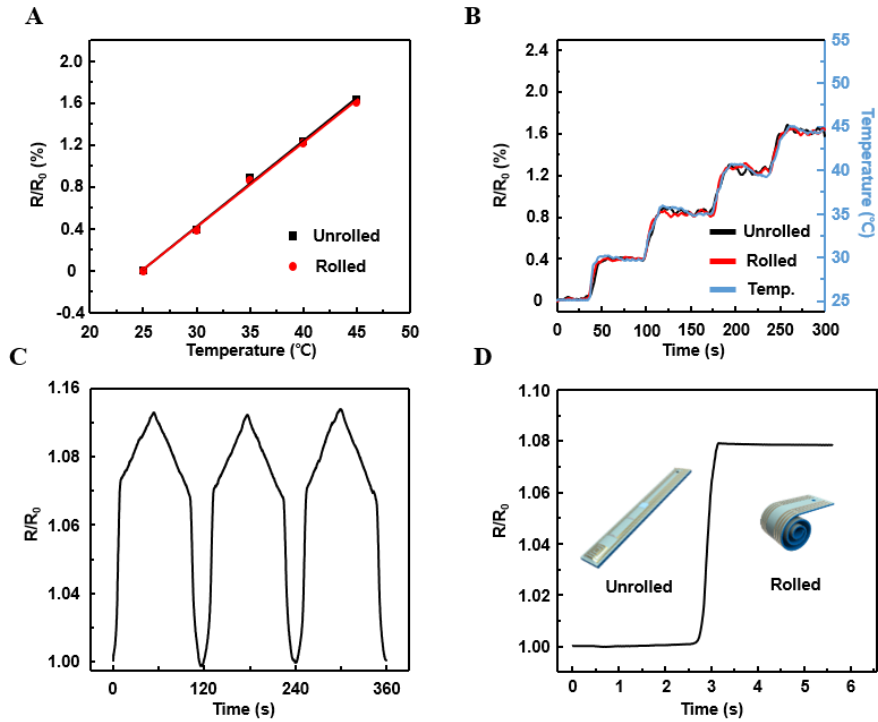 A
2.0
1.6
1.2
0.8
0.4
0
-0.4
R/R0 (%)
Unrolled
Rolled
20 25 30 35 40 45 50
Temperature (℃)
B
2.4
2.0
1.6
1.2
0.8
0.4
0
R/R0 (%)
55
50
45
40
35
30
25
Temperature (℃)
Unrolled
Rolled
Temp.
0 50 100 150 200 250 300
Time (s)
C
1.16
1.08
1.06
1.04
1.00
R/R0
0 120 240 360
Time (s)
D
1.10
1.08
1.06
1.04
1.02
1.00
R/R0
Unrolled
Rolled
0 1 2 3 4 5 6
Time (s)